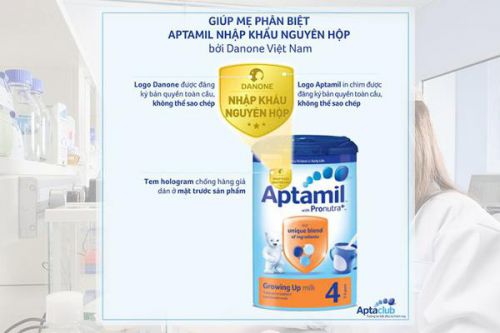 GIÚP MẸ PHÂN BIỆT
APTAMIL NHẬP KHẨU NGUYÊN HỘP
bởi Danone Việt Nam
Logo Danone được đăng
ký bản quyền toàn cầu,
không thể sao chép
DANONE
NHẬP KHẨU
NGUYÊN HỘP
Logo Aptamil in chìm được
đăng ký bản quyền toàn cầu,
không thể sao chép
Tem hologram chống hàng giả
dán ở mặt trước sản phẩm
Aptamil
with Pronutra+
our
unique blend
of ingredients
Growing Up milk
4
Aptaclub